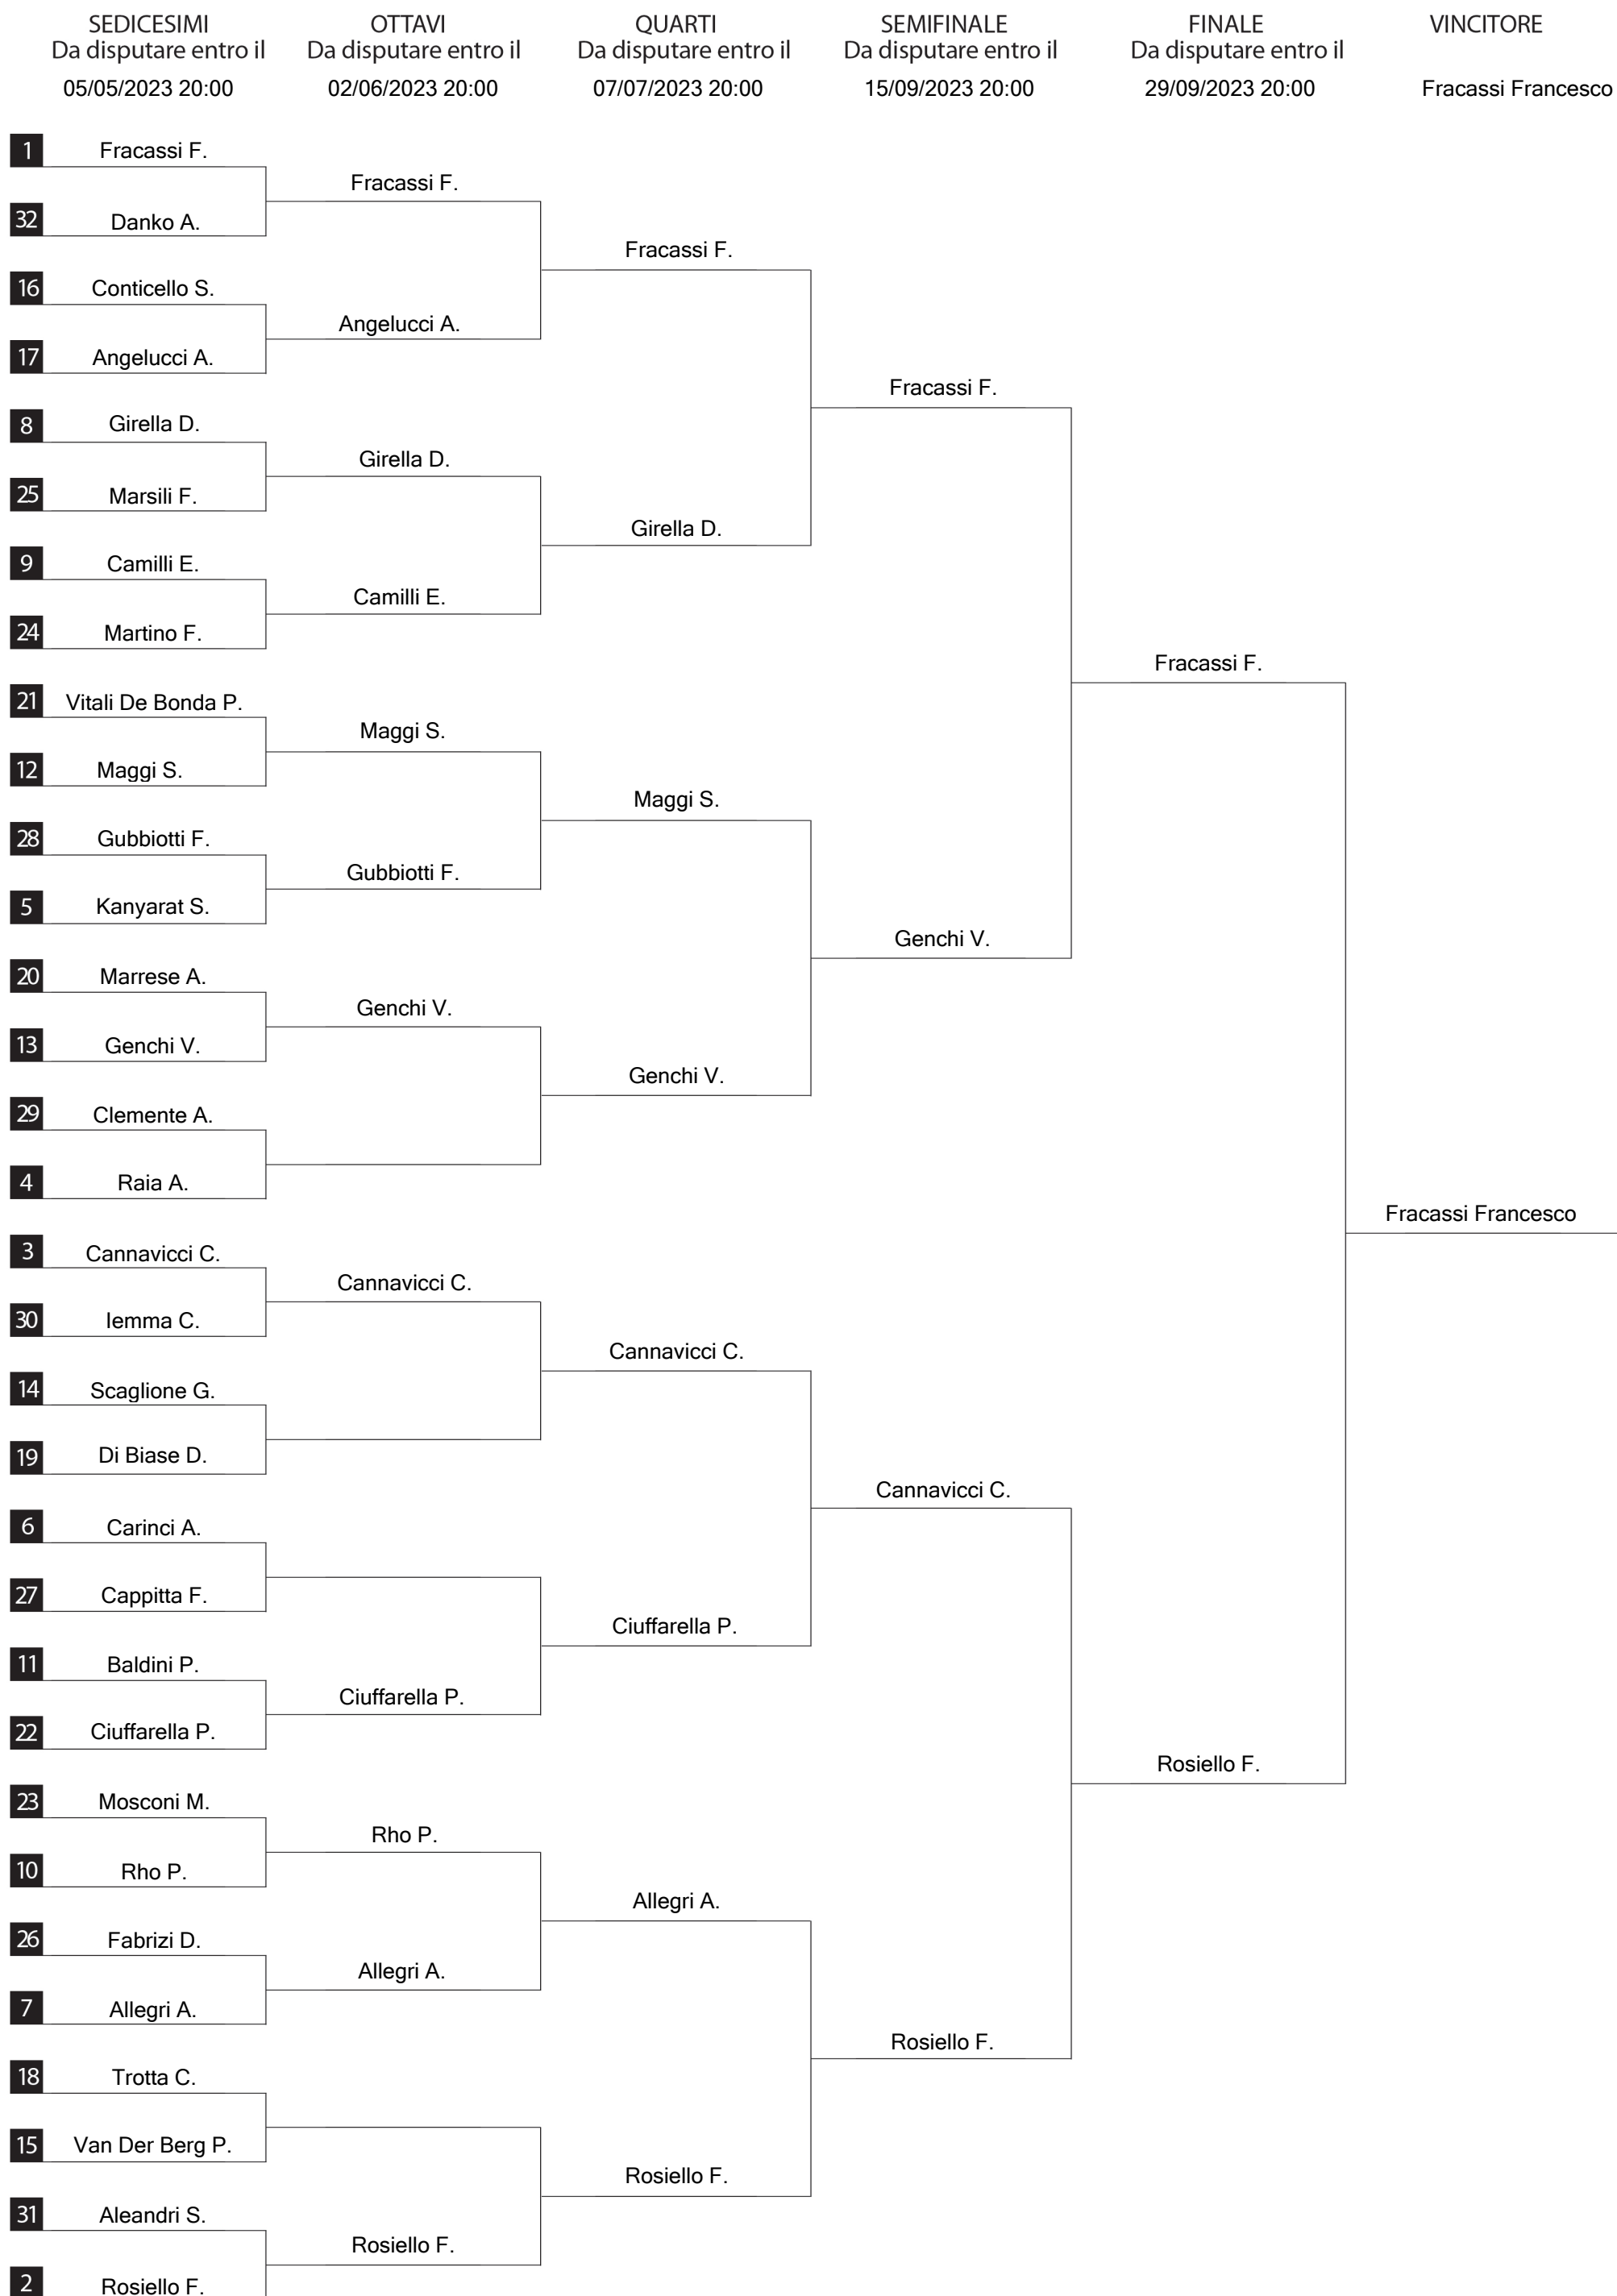 SEDICESIMI
Da disputare entro il
05/05/2023 20:00
OTTAVI
Da disputare entro il
02/06/2023 20:00
QUARTI
Da disputare entro il
07/07/2023 20:00
SEMIFINALE
Da disputare entro il
15/09/2023 20:00
FINALE
Da disputare entro il
29/09/2023 20:00
VINCITORE
Fracassi Francesco
1 Fracassi F.
32 Danko A.
16 Conticello S.
17 Angelucci A.
8 Girella D.
25 Marsili F.
9 Camilli E.
24 Martino F.
21 Vitali De Bonda P.
12 Maggi S.
28 Gubbiotti F.
5 Kanyarat S.
20 Marrese A.
13 Genchi V.
29 Clemente A.
4 Raia A.
3 Cannavicci C.
30 Iemma C.
14 Scaglione G.
19 Di Biase D.
6 Carinci A.
27 Cappitta F.
11 Baldini P.
22 Ciuffarella P.
23 Mosconi M.
10 Rho P.
26 Fabrizi D.
7 Allegri A.
18 Trotta C.
15 Van Der Berg P.
31 Aleandri S.
2 Rosiello F.
Fracassi F.
Angelucci A.
Girella D.
Camilli E.
Maggi S.
Gubbiotti F.
Genchi V.
Cannavicci C.
Ciuffarella P.
Rho P.
Allegri A.
Rosiello F.
Fracassi F.
Girella D.
Maggi S.
Genchi V.
Cannavicci C.
Ciuffarella P.
Allegri A.
Rosiello F.
Fracassi F.
Genchi V.
Cannavicci C.
Rosiello F.
Fracassi F.
Rosiello F.
Fracassi Francesco